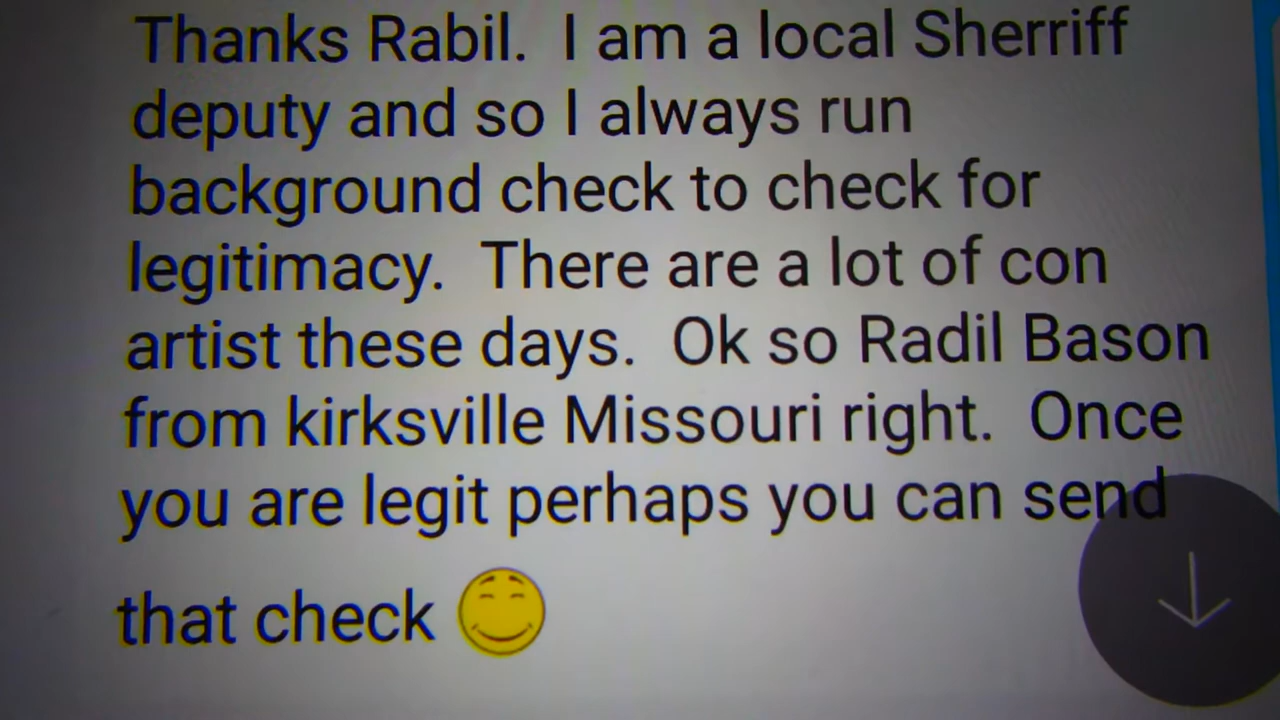 Thanks Rabil.  I am a local Sherriff
deputy and so I always run
background check to check for
legitimacy.  There are a lot of con
artist these days.  Ok so Radil Bason
from kirksville Missouri right.  Once
you are legit perhaps you can send
that check